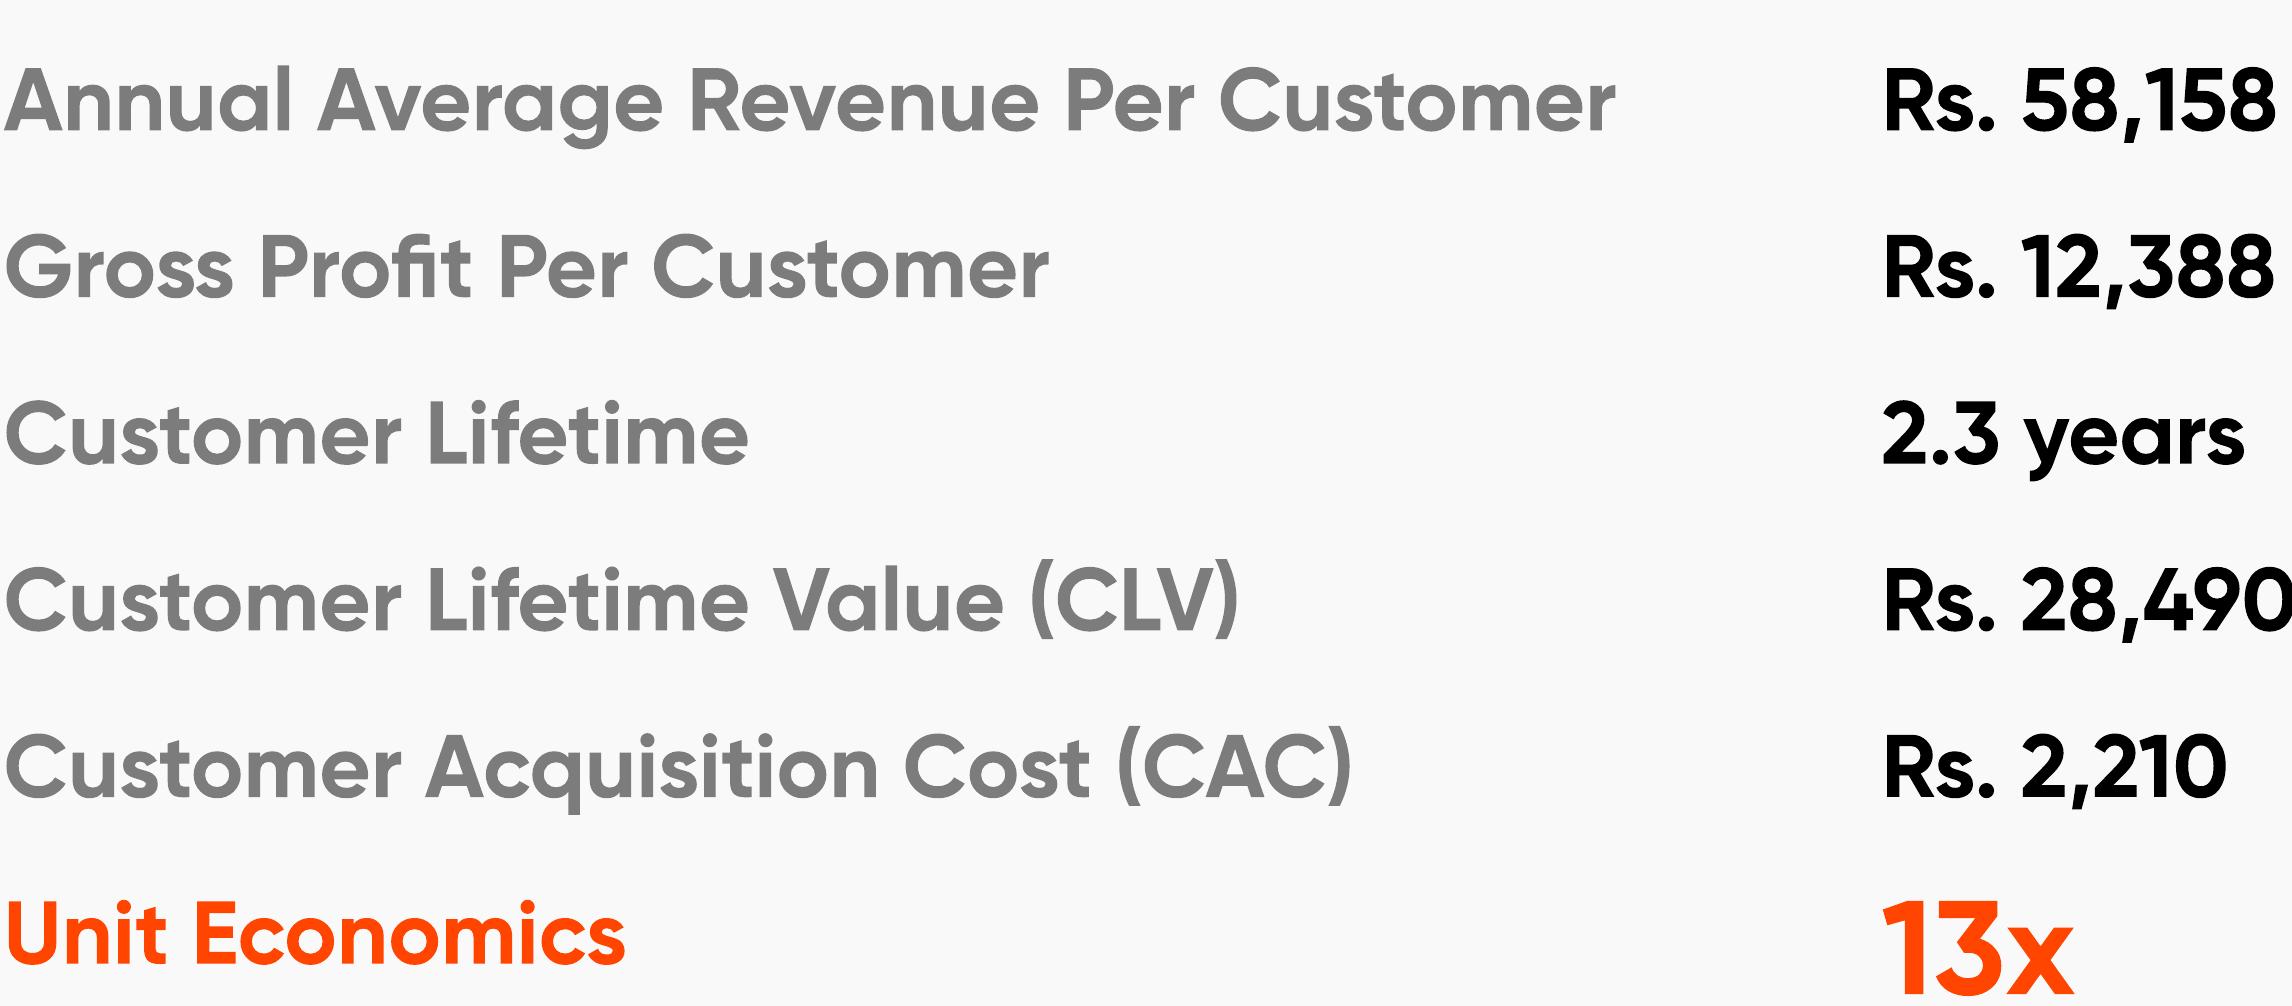 Annual Average Revenue Per Customer Rs. 58,158
Gross Profit Per Customer Rs. 12,388
Customer Lifetime 2.3 years
Customer Lifetime Value (CLV) Rs. 28,490
Customer Acquisition Cost (CAC) Rs. 2,210
Unit Economics 13x